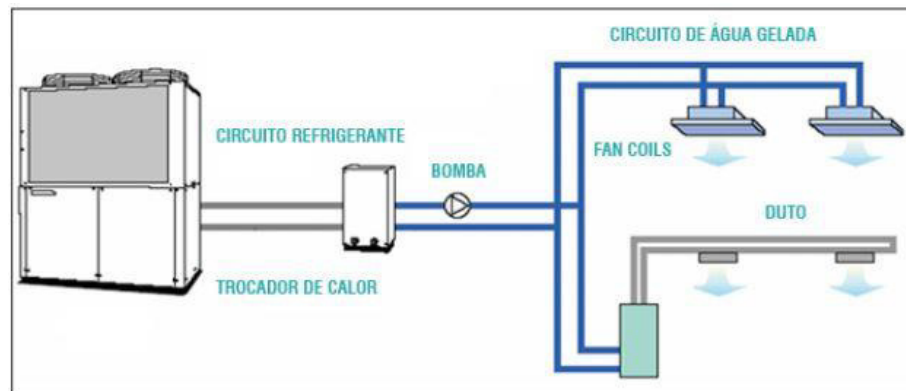 CIRCUITO DE ÁGUA GELADA
CIRCUITO REFRIGERANTE
FAN COILS
BOMBA
DUTO
TROCADOR DE CALOR